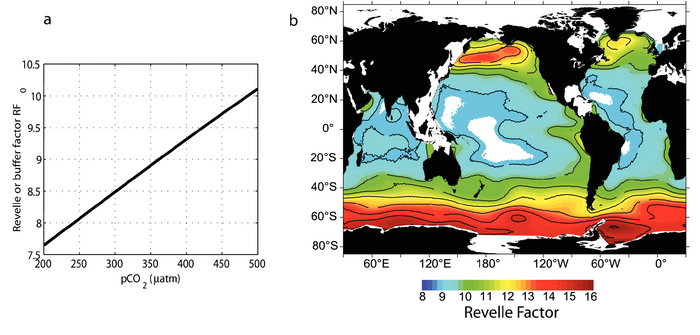 a
10.5
10
9.5
9
8.5
8
7.5
Revelle or buffer factor RF 0
200 250 300 350 400 450 500
pCO 2 (µatm)
b
80°N
60°N
40°N
20°N
0°
20°S
40°S
60°S
80°S
60°E 120°E 180° 120°W 60°W 0°
8 9 10 11 12 13 14 15 16
Revelle Factor